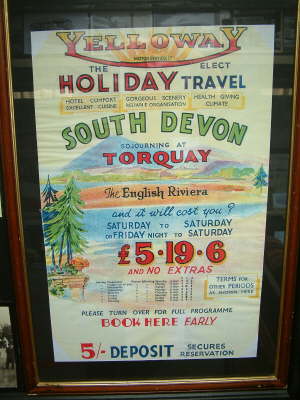 YELLOWAY
MOTOR SERVICES
THE ELECT
HOLIDAY TRAVEL
HOTEL COMFORT
EXCELLENT CUISINE
GORGEOUS SCENERY
RELIABLE ORGANISATION
HEALTH GIVING
CLIMATE
SOUTH DEVON
SOJOURNING AT
TORQUAY
The English Riviera
and it will cost you?
SATURDAY TO SATURDAY
OR FRIDAY NIGHT TO SATURDAY
£5·19·6
AND NO EXTRAS
TERMS FOR
OTHER PERIODS
AS SHOWN HERE
PLEASE TURN OVER FOR FULL PROGRAMME
BOOK HERE EARLY
5/- DEPOSIT SECURES
RESERVATION